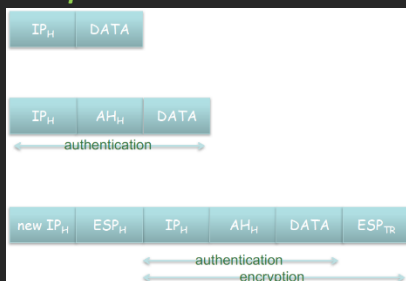 IPH DATA
IPH AHH DATA
authentication
new IPH ESPH IPH AHH DATA ESPTR
authentication
encryption